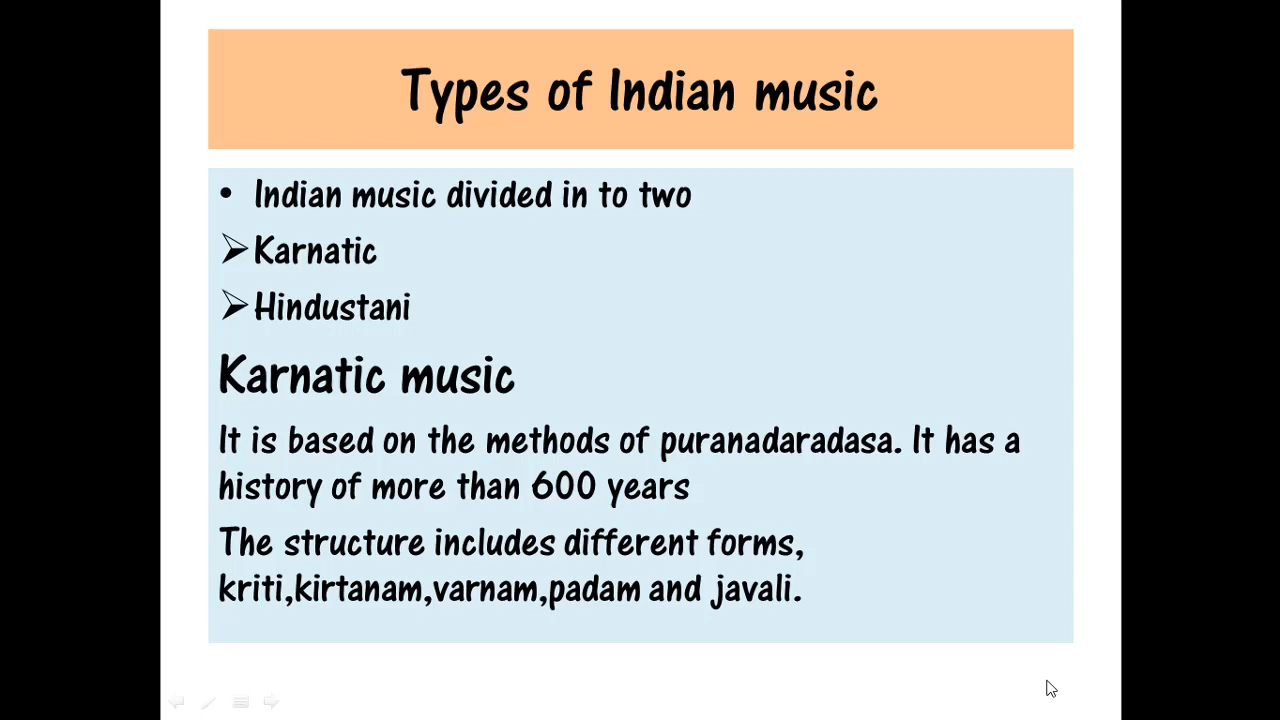 Types of Indian music
• Indian music divided in to two
➢Karnatic
➢Hindustani
Karnatic music
It is based on the methods of puranadaradasa. It has a
history of more than 600 years
The structure includes different forms,
kriti,kirtanam,varnam,padam and javali.